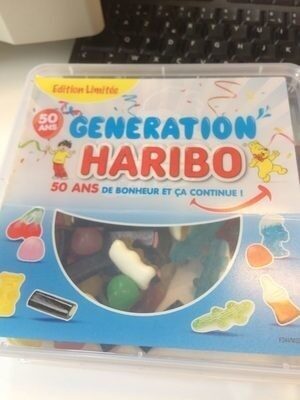 Edition Limitée
50
ANS
GENERATION
HARIBO
50 ANS DE BONHEUR ET ÇA CONTINUE !